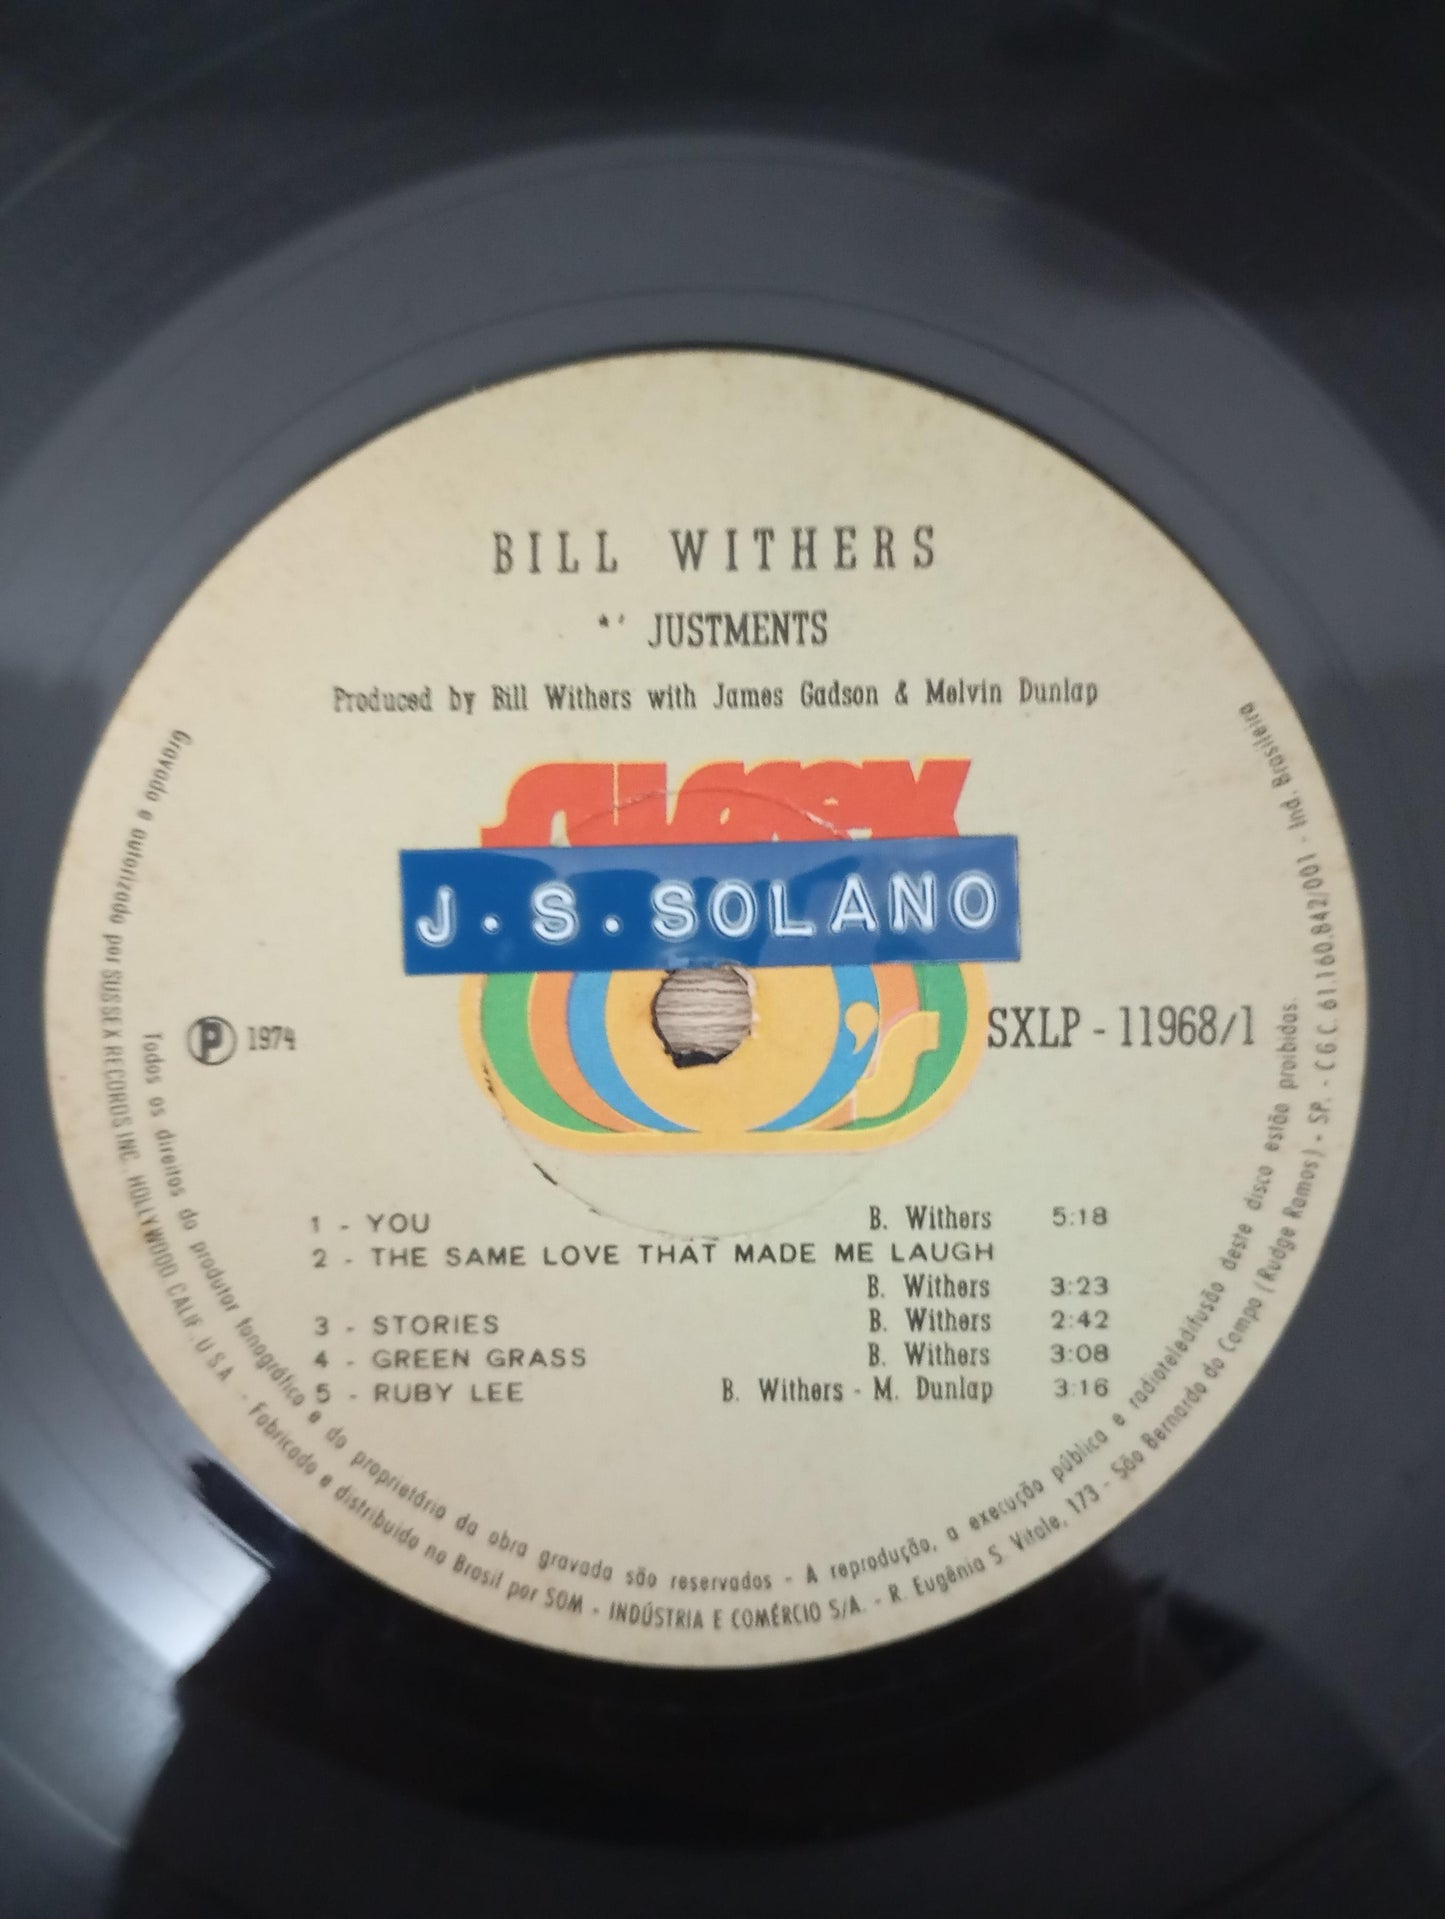 BILL WITHERS
+' JUSTMENTS
Produced by Bill Withers with James Gadson & Melvin Dunlap
SUSSEX
J.S.SOLANO
's
Ⓟ 1974
SXLP - 11968/1
1 - YOU B. Withers 5:18
2 - THE SAME LOVE THAT MADE ME LAUGH
B. Withers 3:23
3 - STORIES B. Withers 2:42
4 - GREEN GRASS B. Withers 3:08
5 - RUBY LEE B. Withers - M. Dunlap 3:16
Todos os direitos do produtor fonográfico e do proprietário da obra gravada são reservados - A reprodução, a execução pública e radioteledifusão deste disco estão proibidas.
Gravado e autorizado por SUSSEX RECORDS INC. HOLLYWOOD CALIF. U.S.A. - Fabricado e distribuido no Brasil por SOM - INDÚSTRIA E COMÉRCIO S/A. - R. Eugênia S. Vitale, 173 - São Bernardo do Campo (Rudge Ramos) - SP. - C.G.C. 61.160.842/001 - Ind. Brasileira